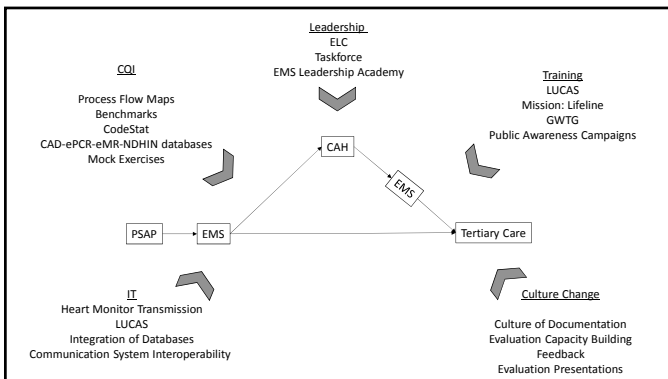 Leadership
ELC
Taskforce
EMS Leadership Academy
CQI
Process Flow Maps
Benchmarks
CodeStat
CAD-ePCR-eMR-NDHIN databases
Mock Exercises
Training
LUCAS
Mission: Lifeline
GWTG
Public Awareness Campaigns
CAH
EMS
PSAP
EMS
Tertiary Care
IT
Heart Monitor Transmission
LUCAS
Integration of Databases
Communication System Interoperability
Culture Change
Culture of Documentation
Evaluation Capacity Building
Feedback
Evaluation Presentations